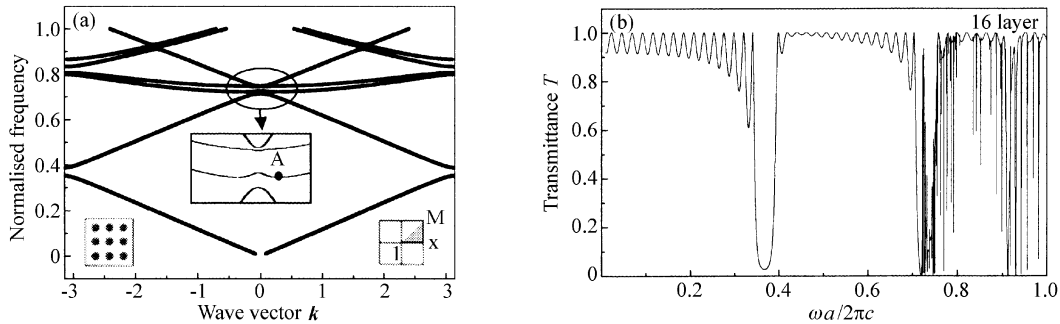 (a)
1.0
0.8
0.6
0.4
0.2
0
Normalised frequency
A
M
x
1
-3 -2 -1 0 1 2 3
Wave vector k
(b)
16 layer
1.0
0.8
0.6
0.4
0.2
0
Transmittance T
0.2 0.4 0.6 0.8 1.0
ωa/2πc